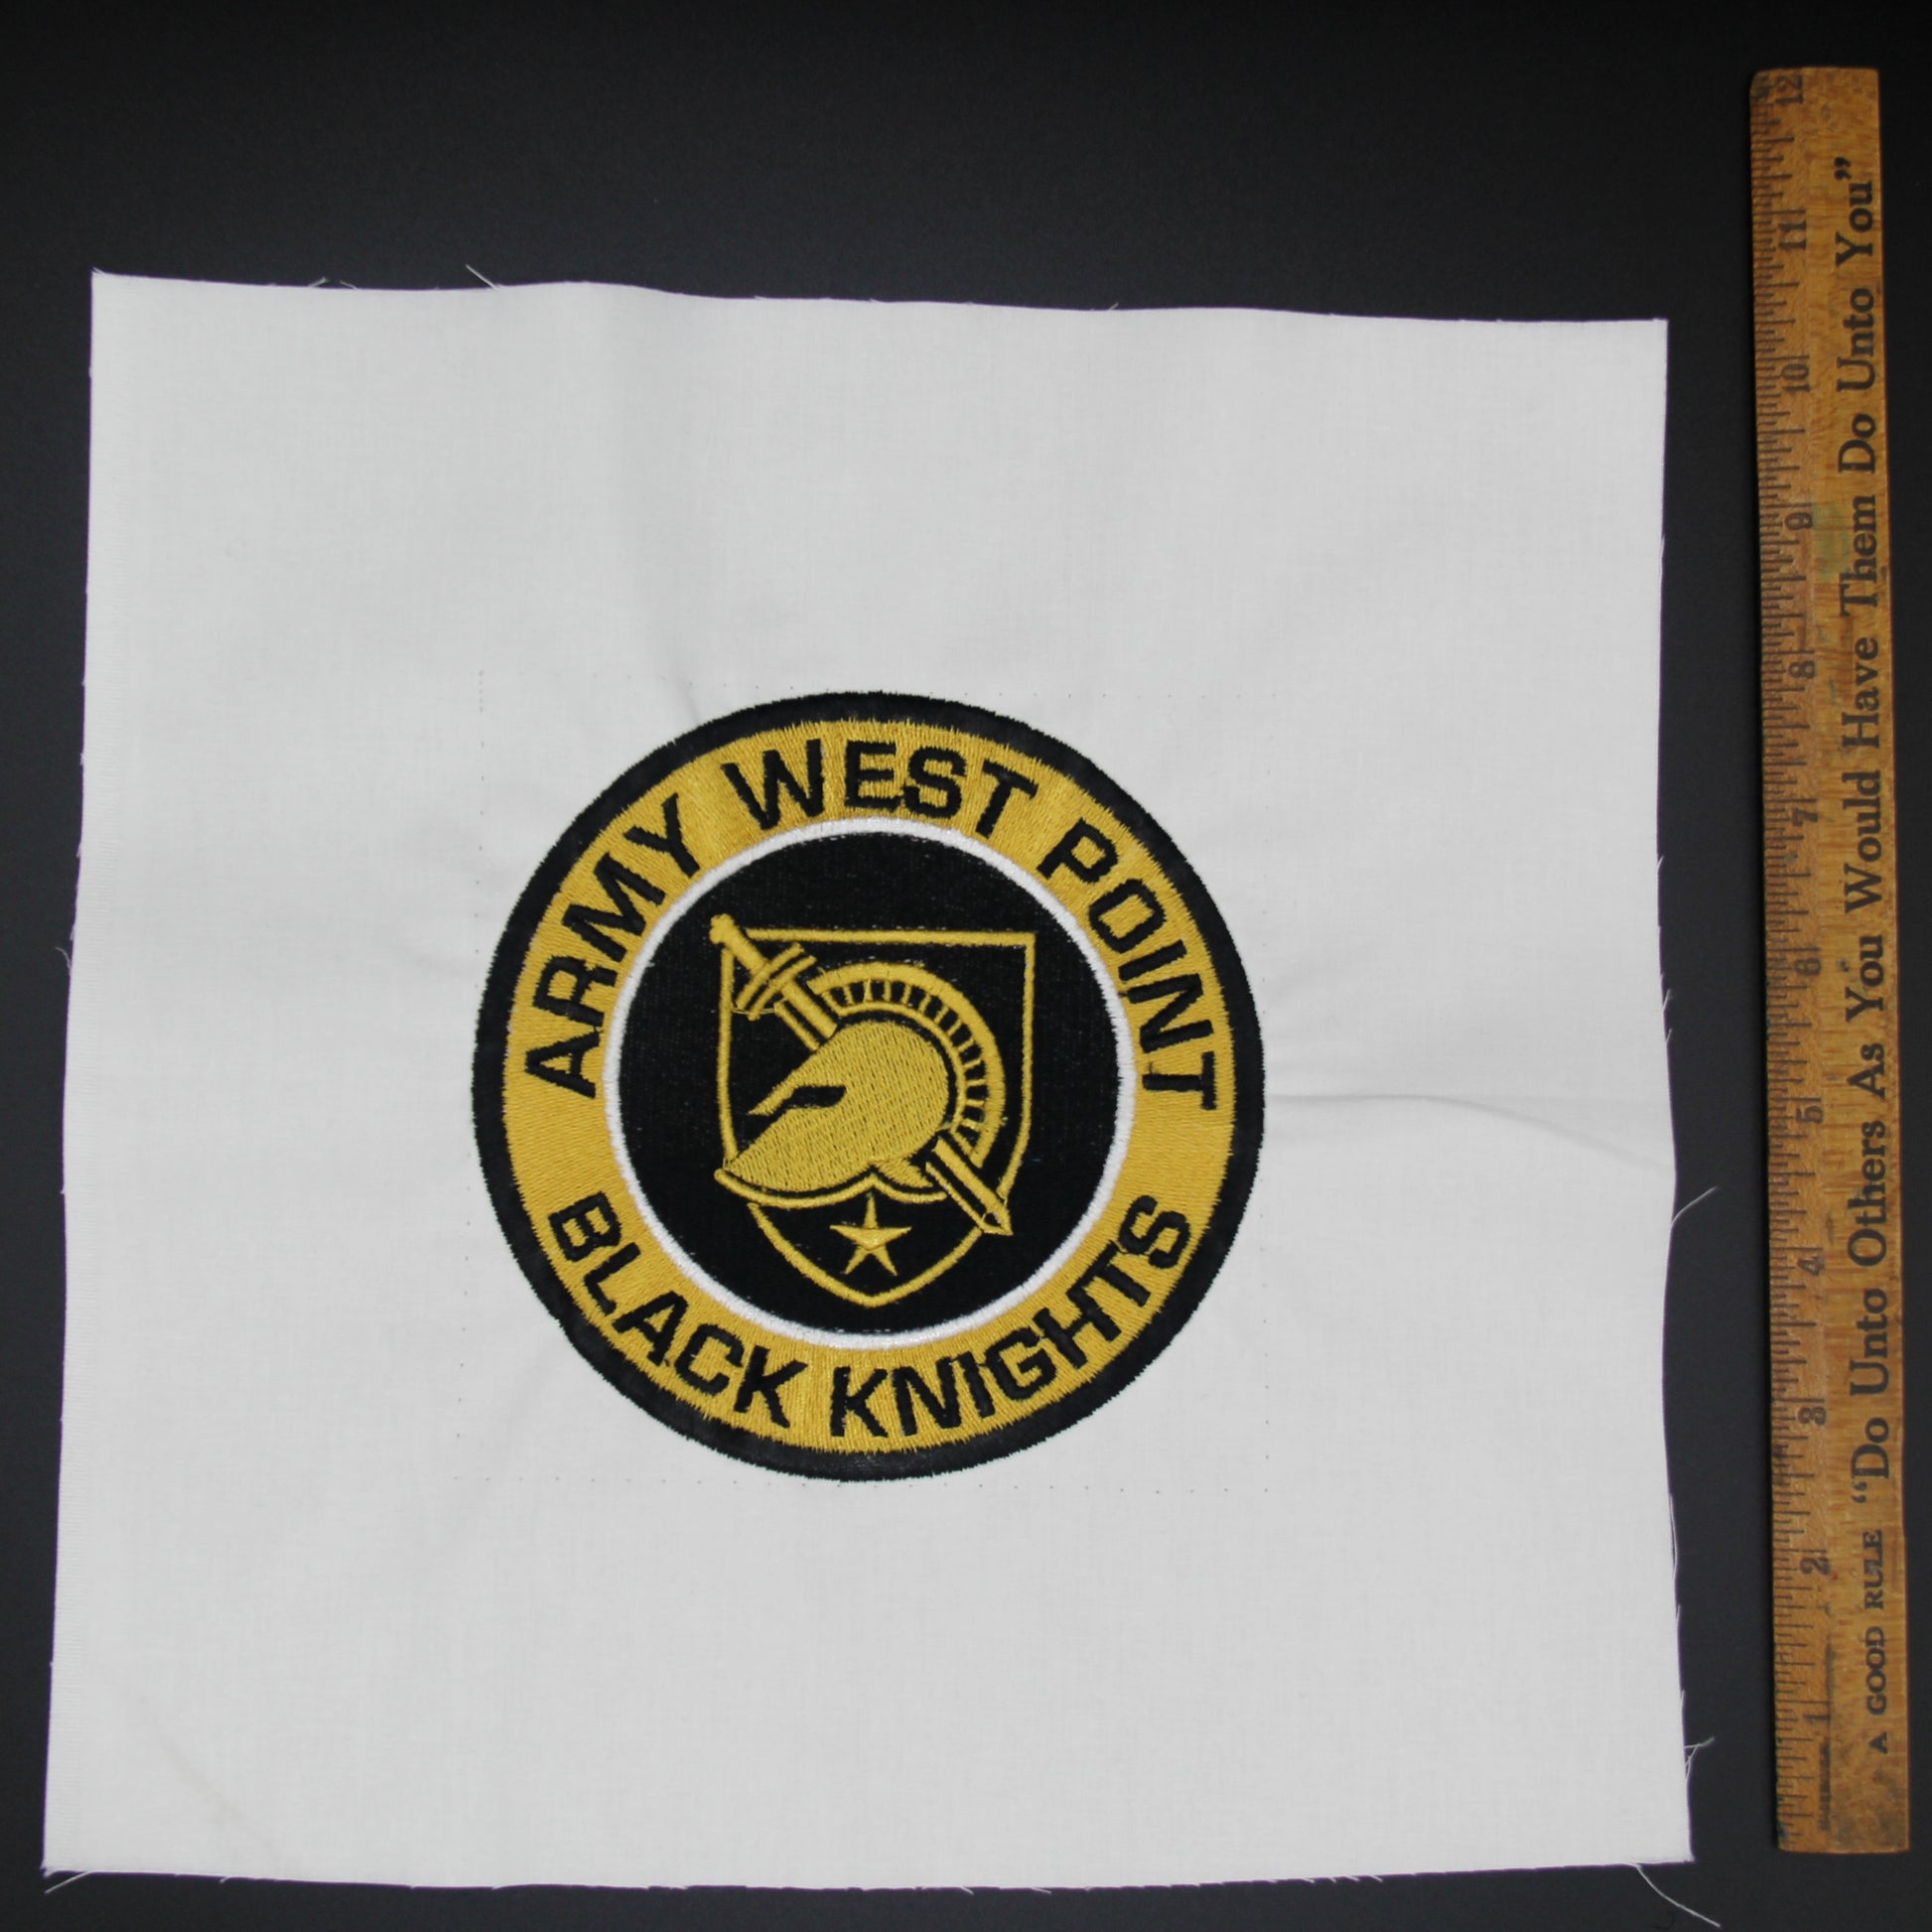 ARMY WEST POINT
BLACK KNIGHTS
A GOOD RULE "Do Unto Others As You Would Have Them Do Unto You"
1 2 3 4 5 6 7 8 9 10 11 12